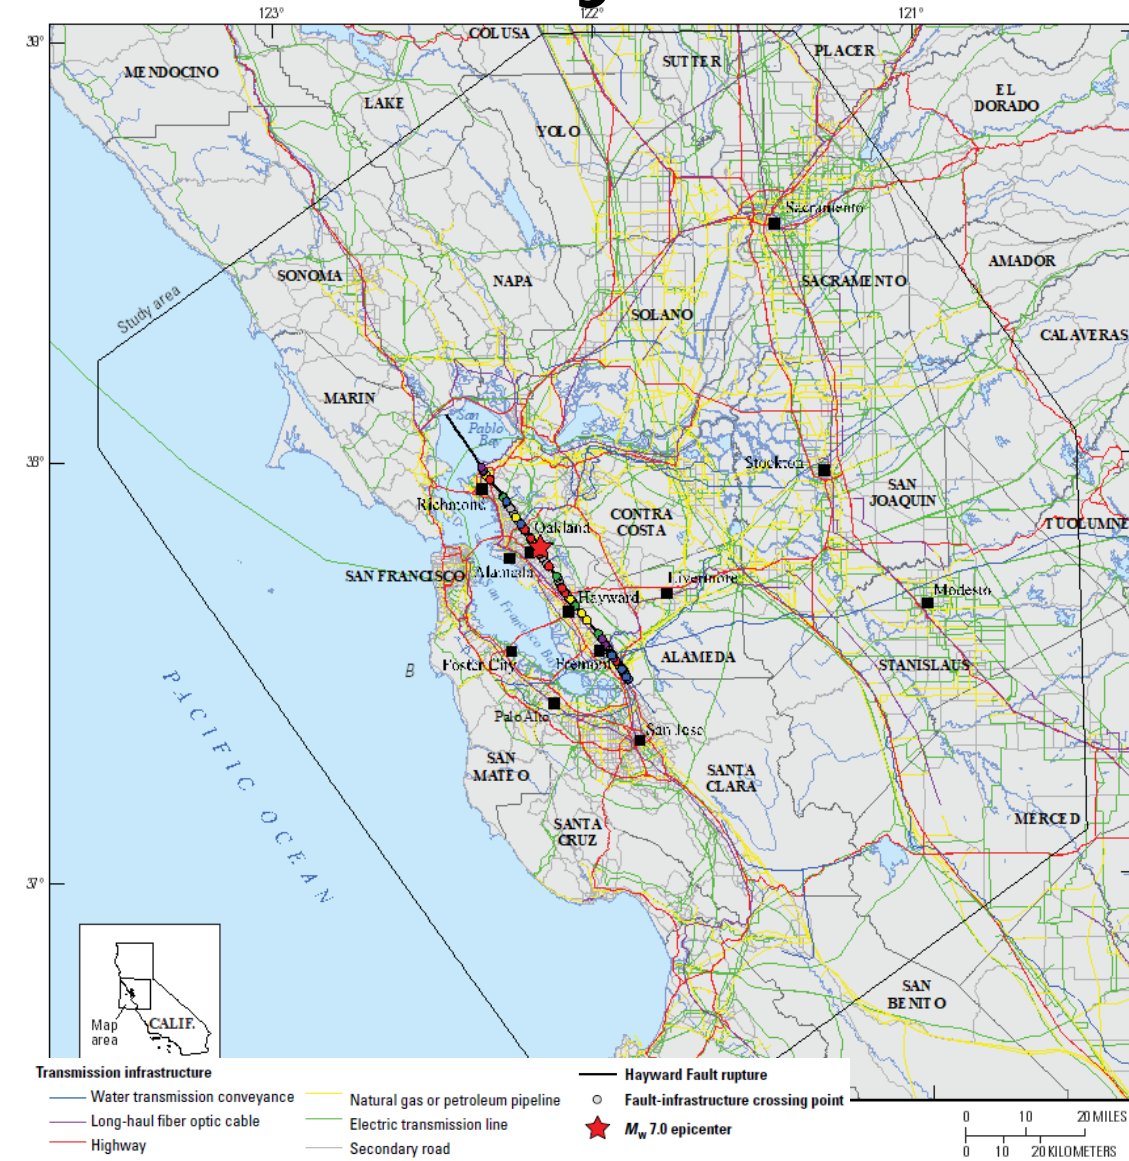 123°
122°
121°
39°
38°
37°
COLUSA
PLACER
SUTTER
MENDOCINO
LAKE
EL
DORADO
YOLO
Sacramento
SONOMA
NAPA
SACRAMENTO
AMADOR
Study area
SOLANO
CALAVERAS
MARIN
San
Pablo
Bay
Stockton
SAN
JOAQUIN
Richmond
CONTRA
COSTA
Oakland
TUOLUMNE
SAN FRANCISCO
Alameda
Livermore
Hayward
Modesto
San Francisco Bay
Foster City
Fremont
ALAMEDA
STANISLAUS
B
PACIFIC OCEAN
Palo Alto
San Jose
SAN
MATEO
SANTA
CLARA
SANTA
CRUZ
MERCED
SAN
BENITO
Map
area
CALIF.
Transmission infrastructure
Water transmission conveyance
Long-haul fiber optic cable
Highway
Natural gas or petroleum pipeline
Electric transmission line
Secondary road
Hayward Fault rupture
Fault-infrastructure crossing point
Mw 7.0 epicenter
0 10 20 MILES
0 10 20 KILOMETERS